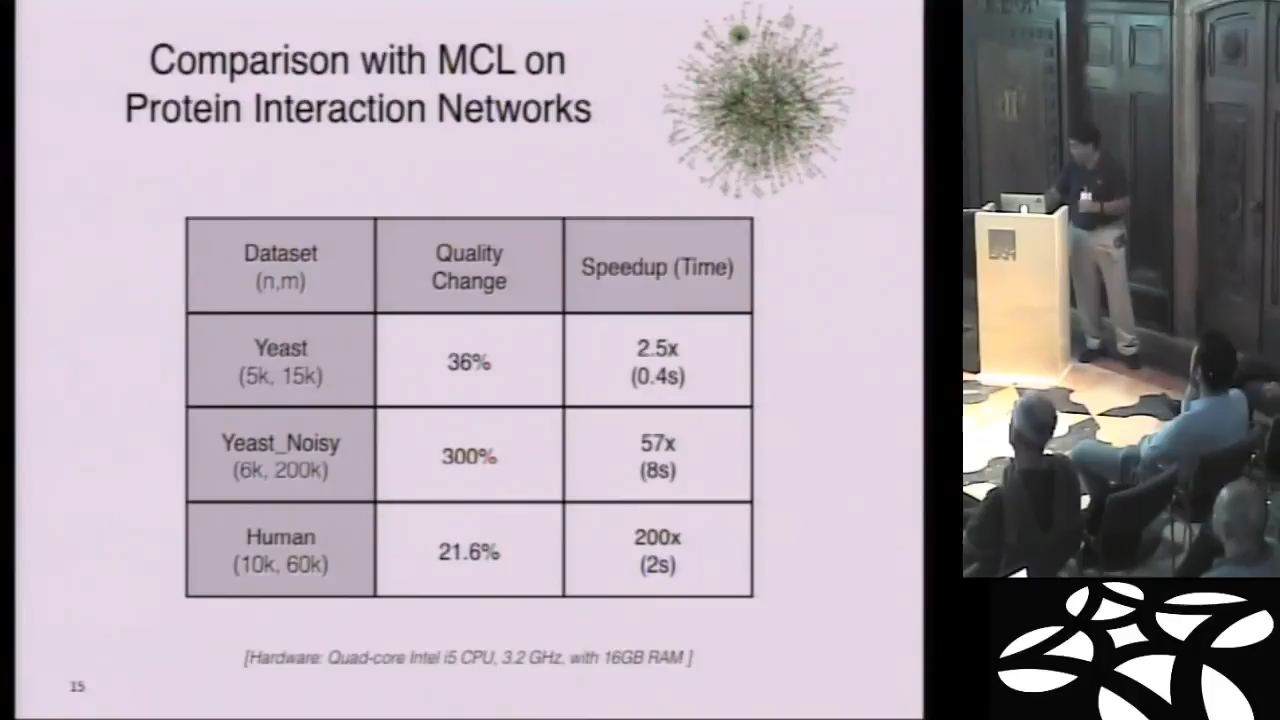 Comparison with MCL on
Protein Interaction Networks
Dataset
(n,m)
Quality
Change
Speedup (Time)
Yeast
(5k, 15k)
36%
2.5x
(0.4s)
Yeast_Noisy
(6k, 200k)
300%
57x
(8s)
Human
(10k, 60k)
21.6%
200x
(2s)
[Hardware: Quad-core Intel i5 CPU, 3.2 GHz, with 16GB RAM ]
15